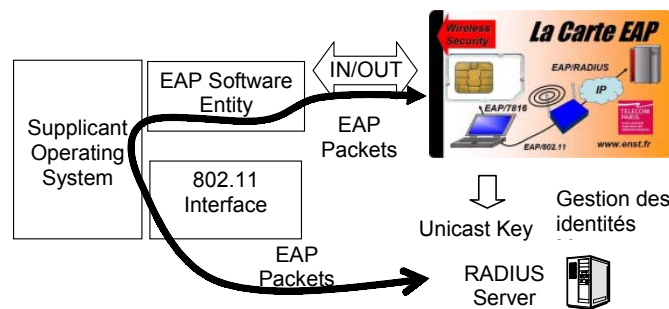 Supplicant
Operating
System
EAP Software
Entity
802.11
Interface
IN/OUT
EAP
Packets
EAP
Packets
Wireless
Security
La Carte EAP
EAP/RADIUS
IP
EAP/7816
EAP/802.11
TELECOM
PARIS
www.enst.fr
Unicast Key
Gestion des
identités
RADIUS
Server